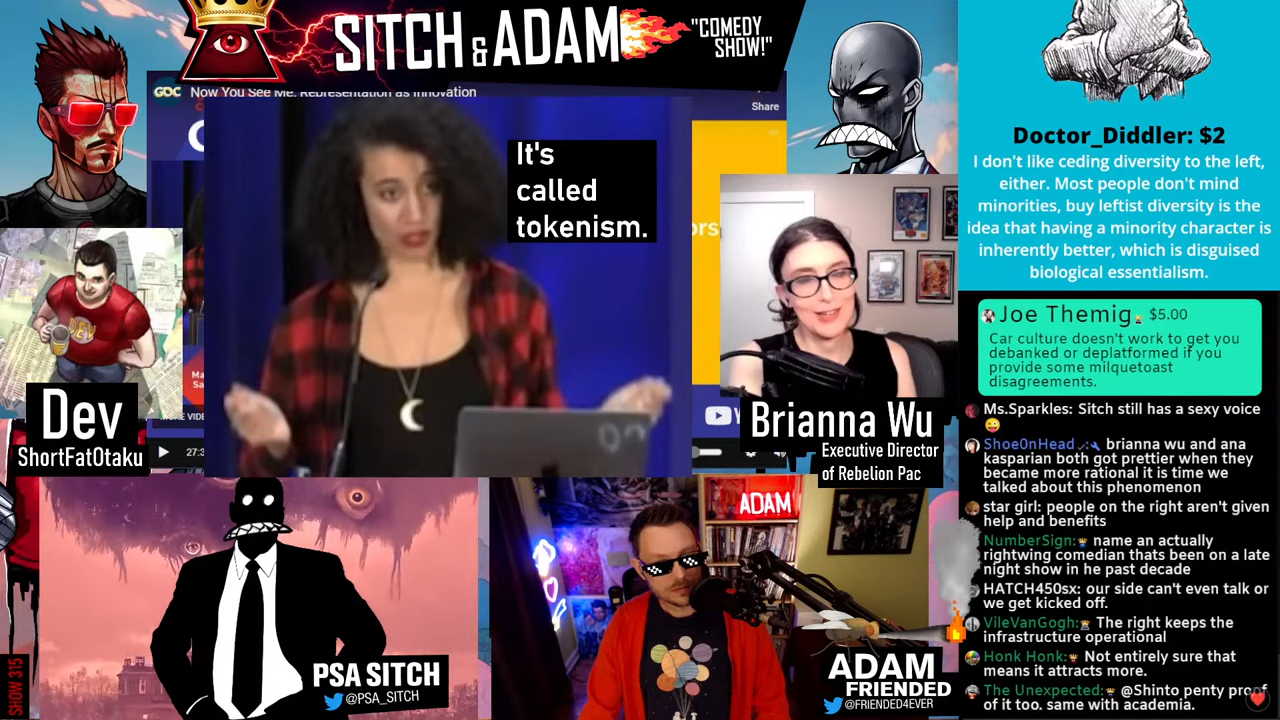 SITCH & ADAM
"COMEDY
SHOW!"
GDC
Now You See Me: Representation as Innovation
Share
It's
called
tokenism.
DEV
Dev
ShortFatOtaku
27:3
Brianna Wu
Executive Director
of Rebelion Pac
ADAM
SHOW 315
PSA SITCH
@PSA_SITCH
ADAM
FRIENDED
@FRIENDED4EVER
Doctor_Diddler: $2
I don't like ceding diversity to the left,
either. Most people don't mind
minorities, buy leftist diversity is the
idea that having a minority character is
inherently better, which is disguised
biological essentialism.
Joe Themig $5.00
Car culture doesn't work to get you
debanked or deplatformed if you
provide some milquetoast
disagreements.
Ms.Sparkles: Sitch still has a sexy voice
ShoeOnHead: brianna wu and ana
kasparian both got prettier when they
became more rational it is time we
talked about this phenomenon
star girl: people on the right aren't given
help and benefits
NumberSign: name an actually
rightwing comedian thats been on a late
night show in he past decade
HATCH450sx: our side can't even talk or
we get kicked off.
VileVanGogh: The right keeps the
infrastructure operational
Honk Honk: Not entirely sure that
means it attracts more.
The Unexpected: @Shinto penty proof
of it too. same with academia.